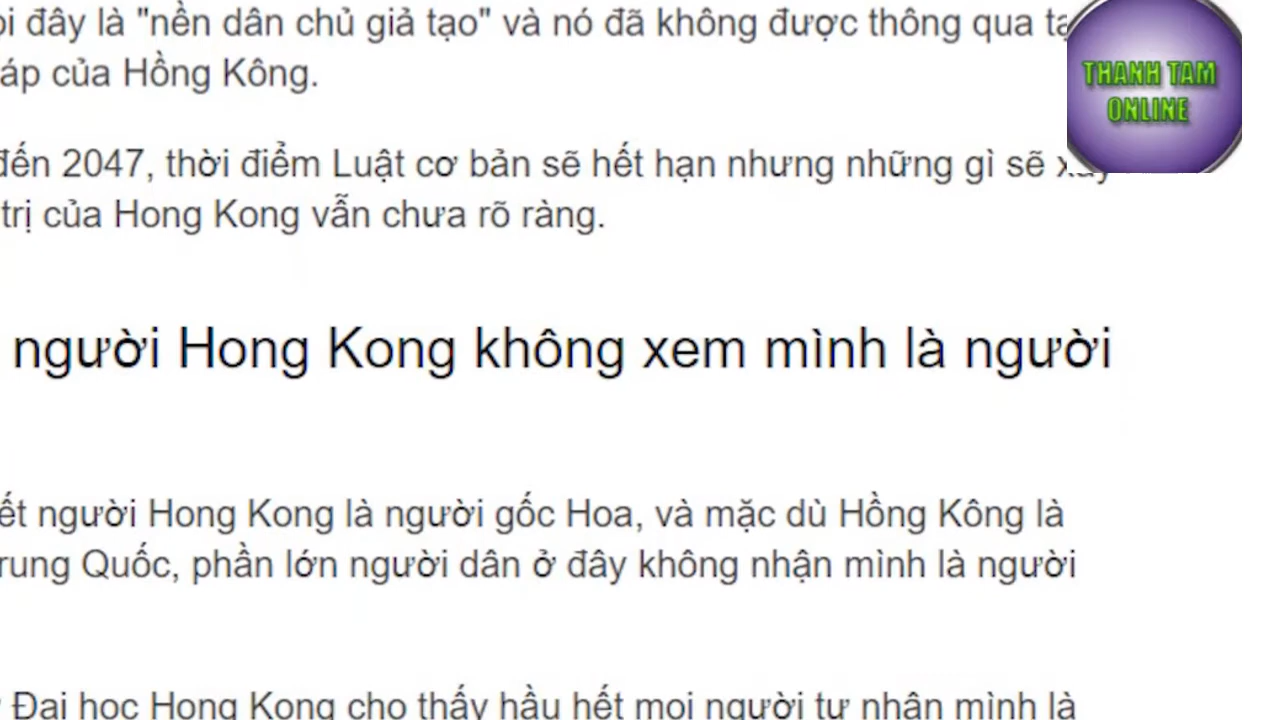 đây là "nền dân chủ giả tạo" và nó đã không được thông qua
của Hồng Kông.
THANH TAM
ONLINE
đến 2047, thời điểm Luật cơ bản sẽ hết hạn nhưng những gì sẽ
trị của Hong Kong vẫn chưa rõ ràng.
người Hong Kong không xem mình là người
người Hong Kong là người gốc Hoa, và mặc dù Hồng Kông là
Quốc, phần lớn người dân ở đây không nhận mình là người
Đại học Hong Kong cho thấy hầu hết mọi người tự nhận mình là